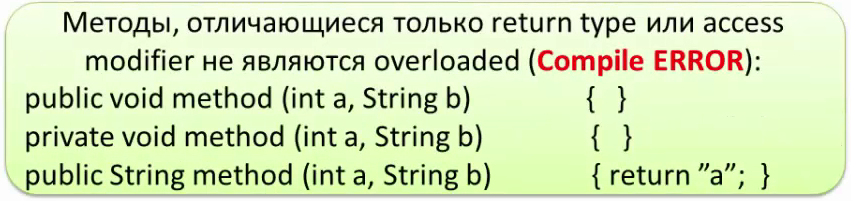 Методы, отличающиеся только return type или access
modifier не являются overloaded (Compile ERROR):
public void method (int a, String b) { }
private void method (int a, String b) { }
public String method (int a, String b) { return ”a”; }